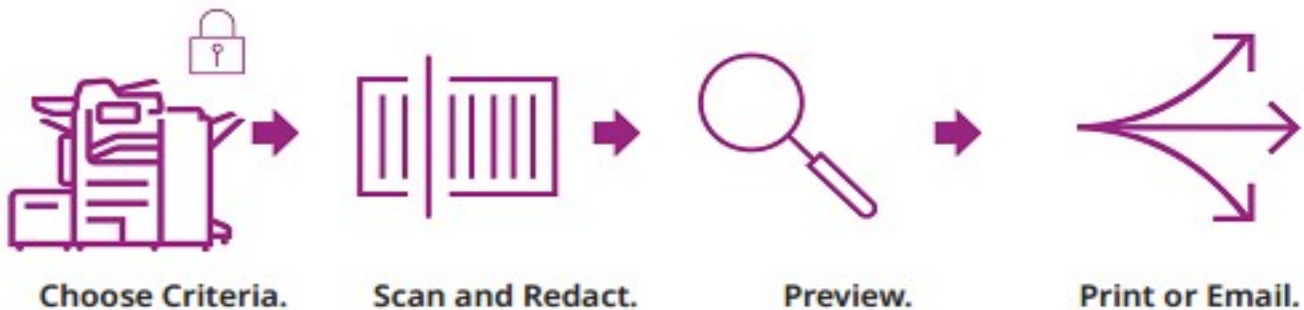 Choose Criteria. Scan and Redact. Preview. Print or Email.